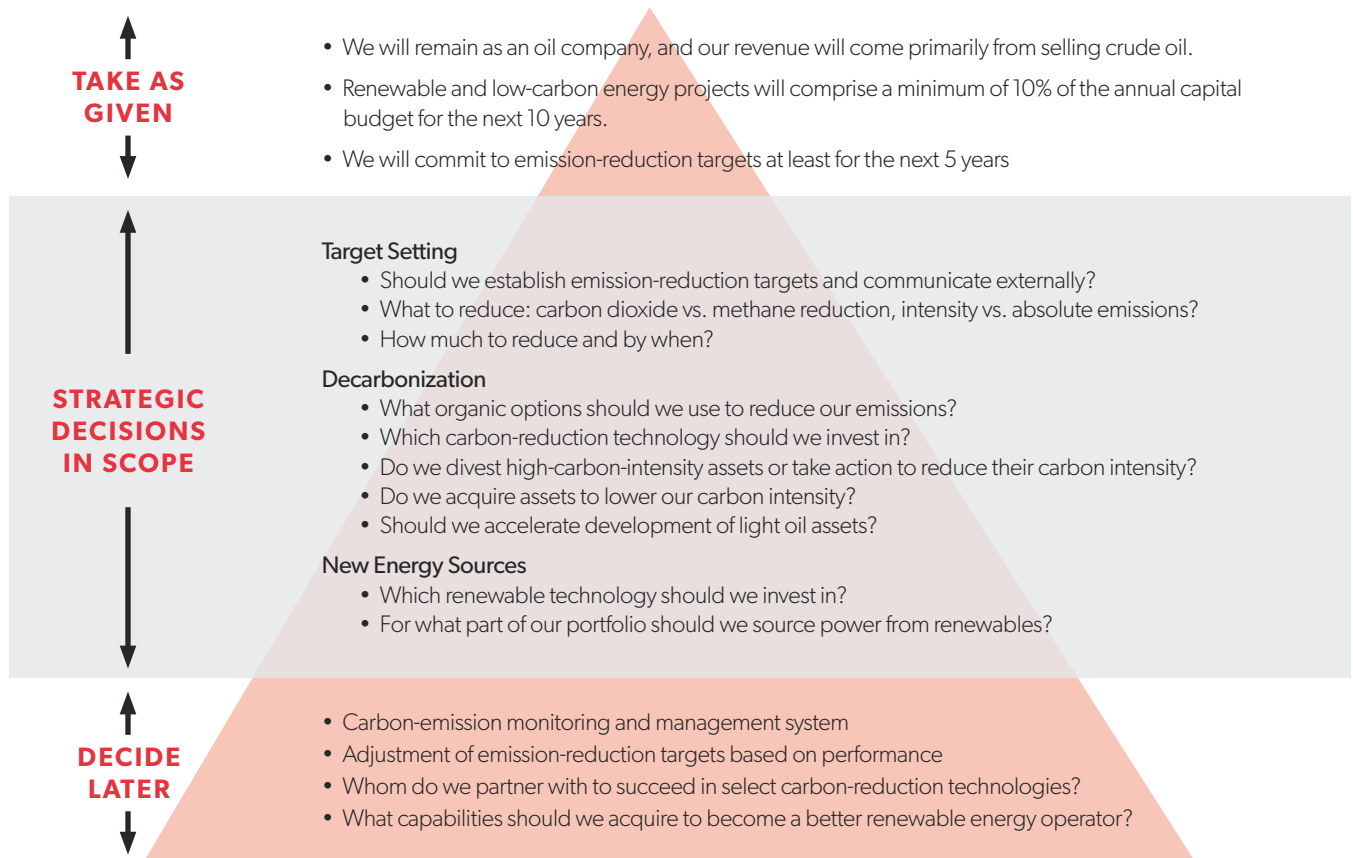 TAKE AS
GIVEN
• We will remain as an oil company, and our revenue will come primarily from selling crude oil.
• Renewable and low-carbon energy projects will comprise a minimum of 10% of the annual capital
budget for the next 10 years.
• We will commit to emission-reduction targets at least for the next 5 years
STRATEGIC
DECISIONS
IN SCOPE
Target Setting
• Should we establish emission-reduction targets and communicate externally?
• What to reduce: carbon dioxide vs. methane reduction, intensity vs. absolute emissions?
• How much to reduce and by when?
Decarbonization
• What organic options should we use to reduce our emissions?
• Which carbon-reduction technology should we invest in?
• Do we divest high-carbon-intensity assets or take action to reduce their carbon intensity?
• Do we acquire assets to lower our carbon intensity?
• Should we accelerate development of light oil assets?
New Energy Sources
• Which renewable technology should we invest in?
• For what part of our portfolio should we source power from renewables?
DECIDE
LATER
• Carbon-emission monitoring and management system
• Adjustment of emission-reduction targets based on performance
• Whom do we partner with to succeed in select carbon-reduction technologies?
• What capabilities should we acquire to become a better renewable energy operator?